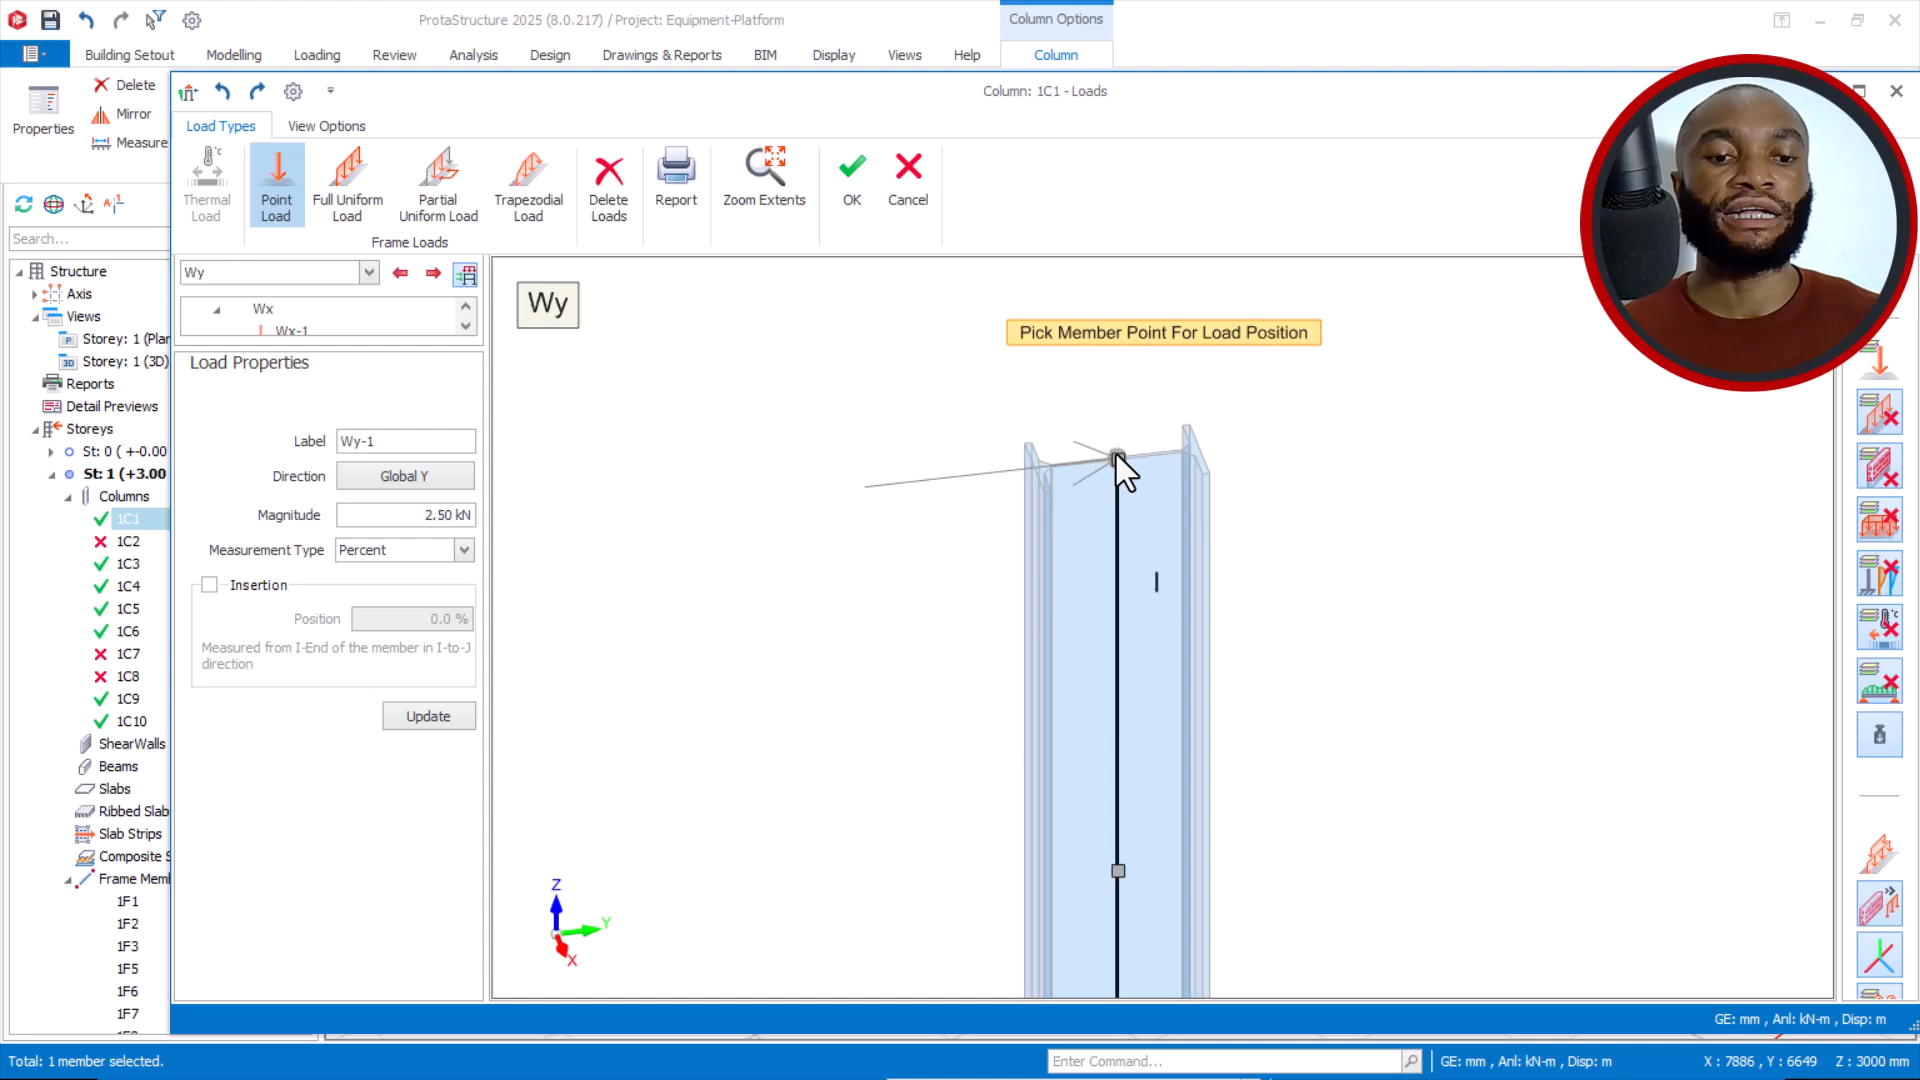 ProtaStructure 2025 (8.0.217) / Project: Equipment-Platform
Column Options
Building Setout
Modelling
Loading
Review
Analysis
Design
Drawings & Reports
BIM
Display
Views
Help
Column
Properties
Delete
Mirror
Measure
Column: 1C1 - Loads
Load Types
View Options
Thermal Load
Point Load
Full Uniform Load
Partial Uniform Load
Trapezodial Load
Delete Loads
Report
Zoom Extents
OK
Cancel
Frame Loads
Search...
Structure
Axis
Views
Storey: 1 (Plan
Storey: 1 (3D)
Reports
Detail Previews
Storeys
St: 0 ( +-0.00
St: 1 (+3.00
Columns
1C1
1C2
1C3
1C4
1C5
1C6
1C7
1C8
1C9
1C10
ShearWalls
Beams
Slabs
Ribbed Slab
Slab Strips
Composite S
Frame Memb
1F1
1F2
1F3
1F5
1F6
1F7
Wy
Wx
Wx-1
Load Properties
Label
Wy-1
Direction
Global Y
Magnitude
2.50 kN
Measurement Type
Percent
Insertion
Position
0.0 %
Measured from I-End of the member in I-to-J
direction
Update
Wy
Pick Member Point For Load Position
I
Z
Y
X
GE: mm , Anl: kN-m , Disp: m
Total: 1 member selected.
Enter Command...
GE: mm , Anl: kN-m , Disp: m
X : 7886 , Y : 6649
Z : 3000 mm